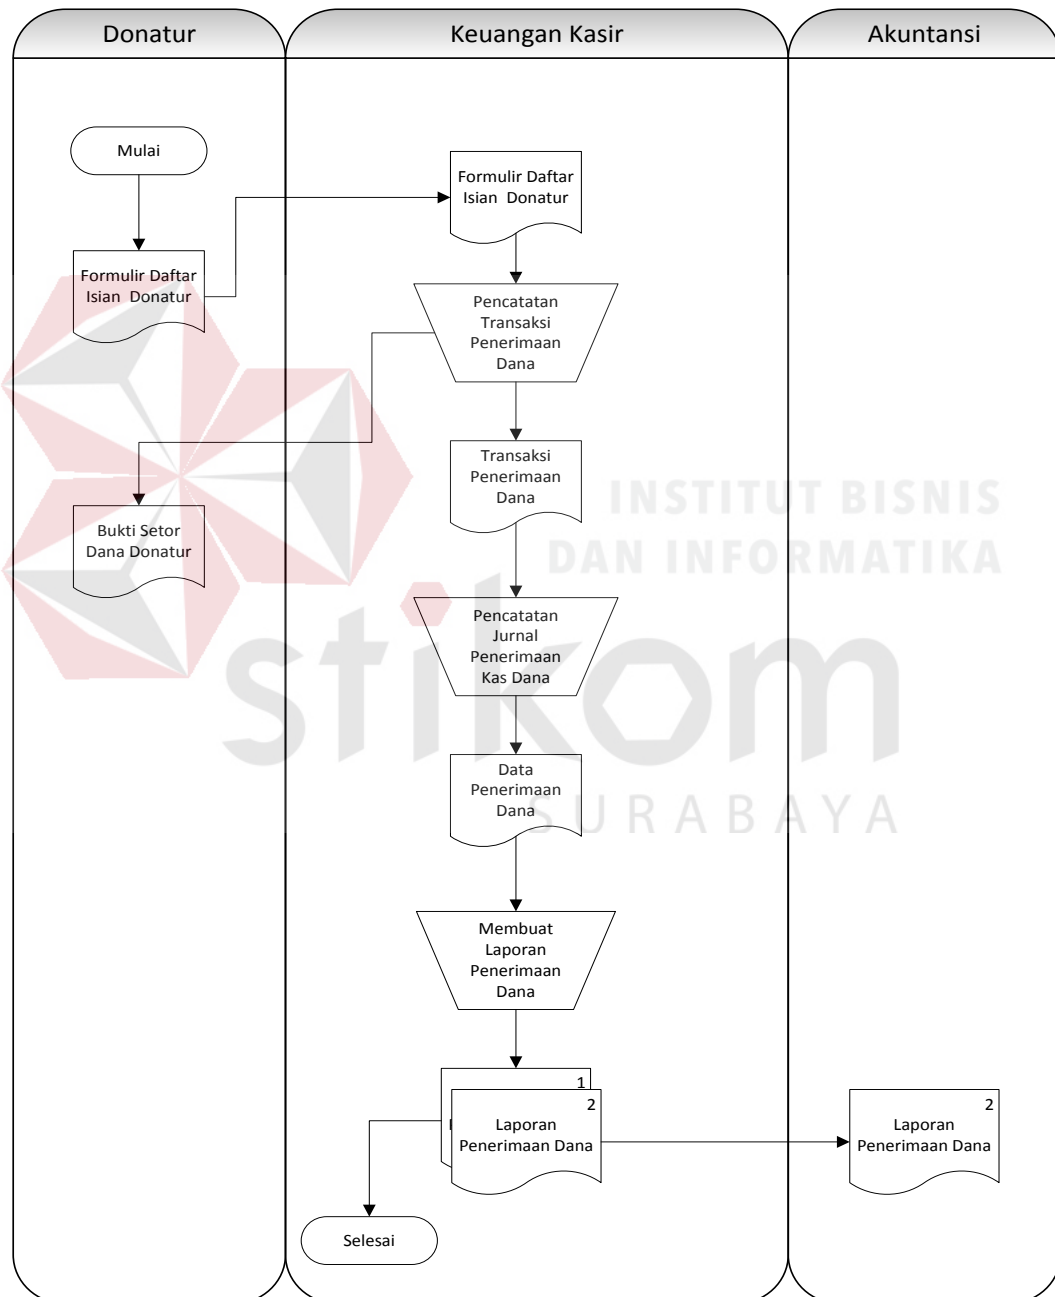 Donatur
Keuangan Kasir
Akuntansi
Mulai
Formulir Daftar
Isian Donatur
Formulir Daftar
Isian Donatur
Pencatatan
Transaksi
Penerimaan
Dana
Transaksi
Penerimaan
Dana
Bukti Setor
Dana Donatur
INSTITUT BISNIS
DAN INFORMATIKA
Pencatatan
Jurnal
Penerimaan
Kas Dana
stikom
SURABAYA
Data
Penerimaan
Dana
Membuat
Laporan
Penerimaan
Dana
1
2
Laporan
Penerimaan Dana
2
Laporan
Penerimaan Dana
Selesai